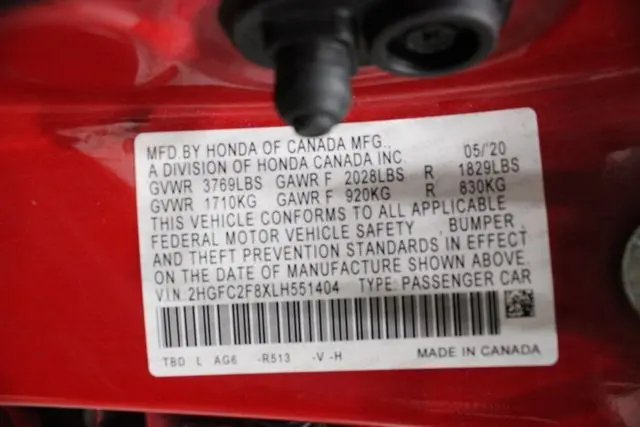 MFD.BY HONDA OF CANADA MFG., 05/'20
A DIVISION OF HONDA CANADA INC.
GVWR 3769LBS GAWR F 2028LBS R 1829LBS
GVWR 1710KG GAWR F 920KG R 830KG
THIS VEHICLE CONFORMS TO ALL APPLICABLE
FEDERAL MOTOR VEHICLE SAFETY , BUMPER ,
AND THEFT PREVENTION STANDARDS IN EFFECT
ON THE DATE OF MANUFACTURE SHOWN ABOVE.
V.I.N: 2HGFC2F8XLH551404 TYPE: PASSENGER CAR
TBD L AG6 -R513 -V -H MADE IN CANADA